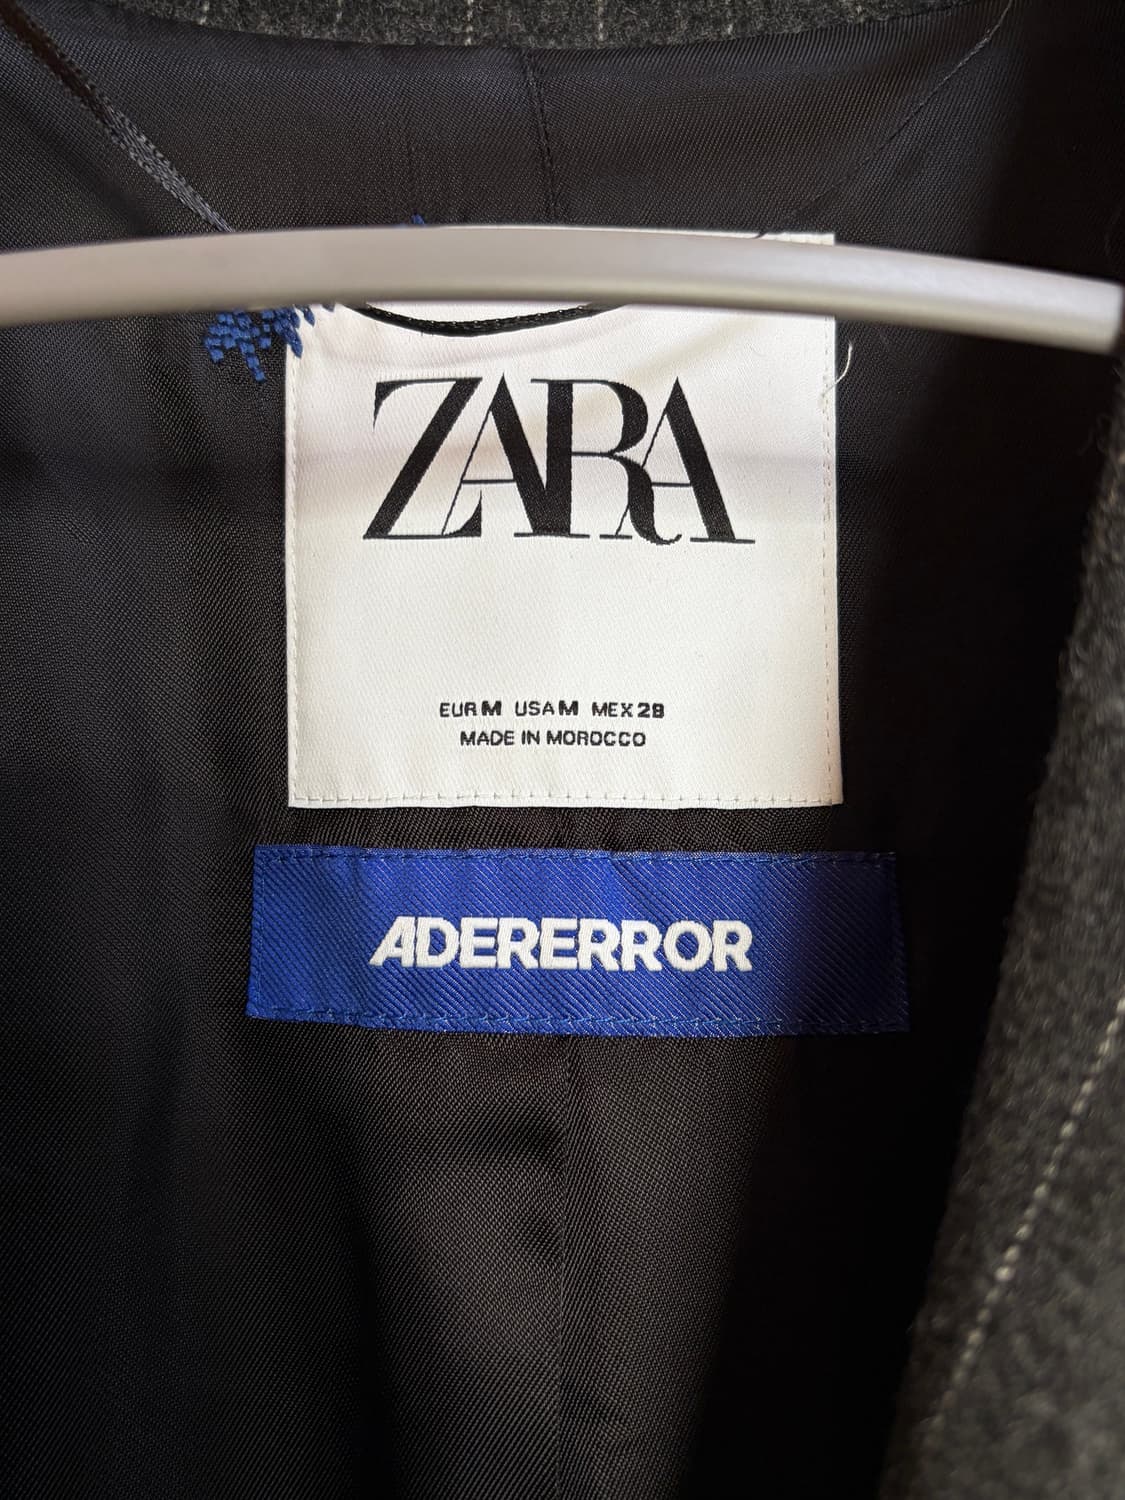 ZARA
EUR M USA M MEX 28
MADE IN MOROCCO
ADERERROR